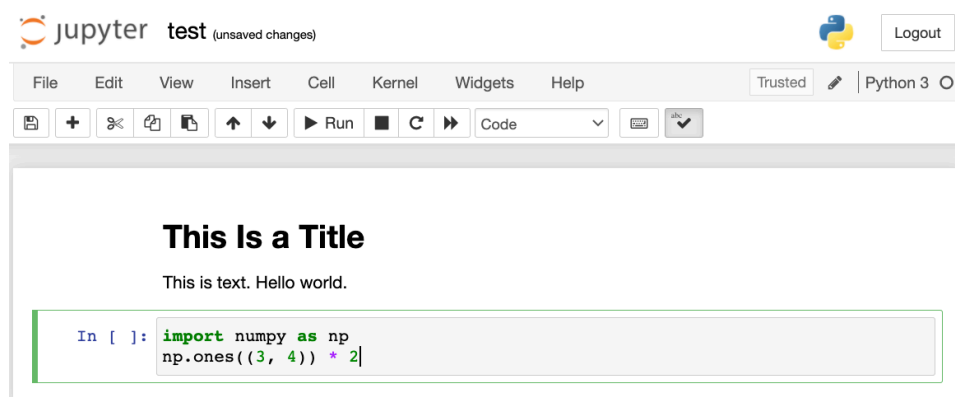 jupyter test (unsaved changes)
Logout
File Edit View Insert Cell Kernel Widgets Help
Trusted Python 3
Run Code abc
This Is a Title
This is text. Hello world.
In [ ]: import numpy as np
np.ones((3, 4)) * 2